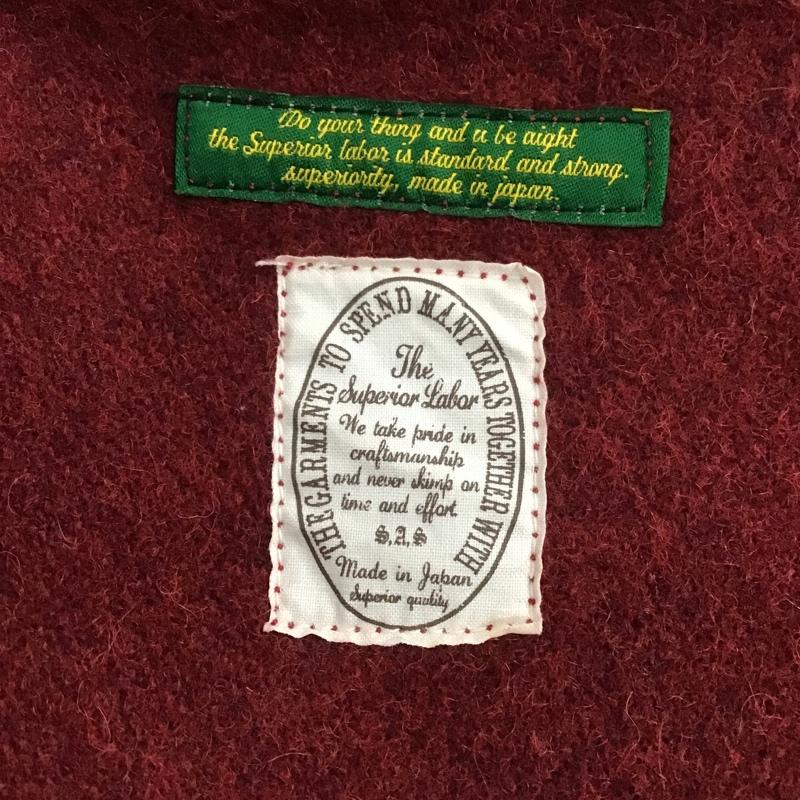 Do your thing and u be aight
the Superior labor is standard and strong.
superiority, made in japan.
THE GARMENTS TO SPEND MANY YEARS TOGETHER WITH
The
Superior Labor
We take pride in
craftsmanship
and never skimp on
time and effort
S.A.S
Made in Japan
Superior quality